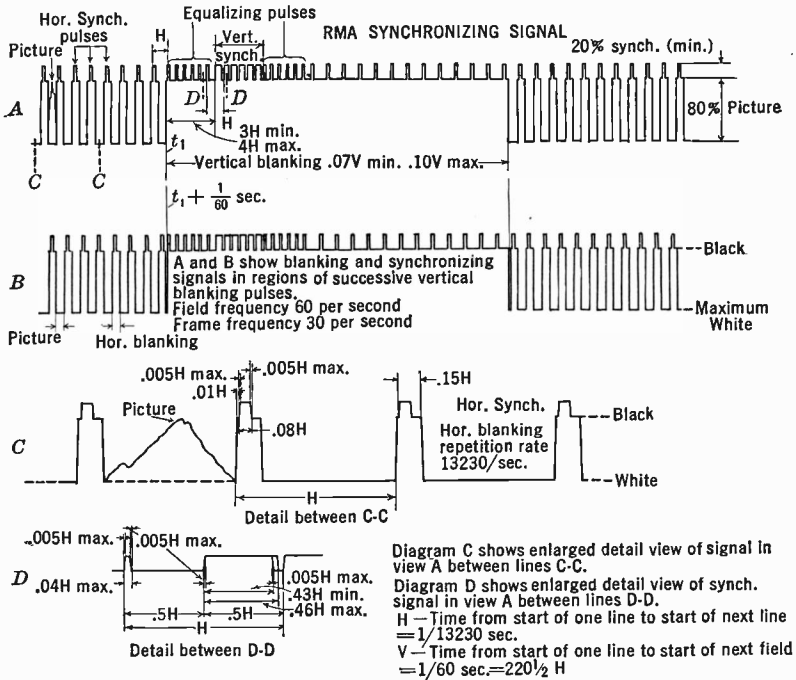 RMA SYNCHRONIZING SIGNAL
Equalizing pulses
Equalizing pulses
Hor. Synch.
pulses
Picture
H
Vert.
synch
20% synch. (min.)
80% Picture
A
D
D
H
3H min.
4H max.
t₁
C
C
Vertical blanking .07V min. .10V max.
t₁ + 1/60 sec.
B
Black
Maximum
White
A and B show blanking and synchronizing
signals in regions of successive vertical
blanking pulses.
Field frequency 60 per second
Frame frequency 30 per second
Picture
Hor. blanking
.005H max.
.005H max.
.01H
.15H
Picture
.08H
Hor. Synch.
Hor. blanking
repetition rate
13230/sec.
Black
White
C
H
Detail between C-C
.005H max.
.005H max.
D
.04H max.
.005H max.
.43H min.
.46H max.
.5H
.5H
H
Detail between D-D
Diagram C shows enlarged detail view of signal in
view A between lines C-C.
Diagram D shows enlarged detail view of synch.
signal in view A between lines D-D.
H — Time from start of one line to start of next line
=1/13230 sec.
V — Time from start of one line to start of next field
=1/60 sec.=220½ H